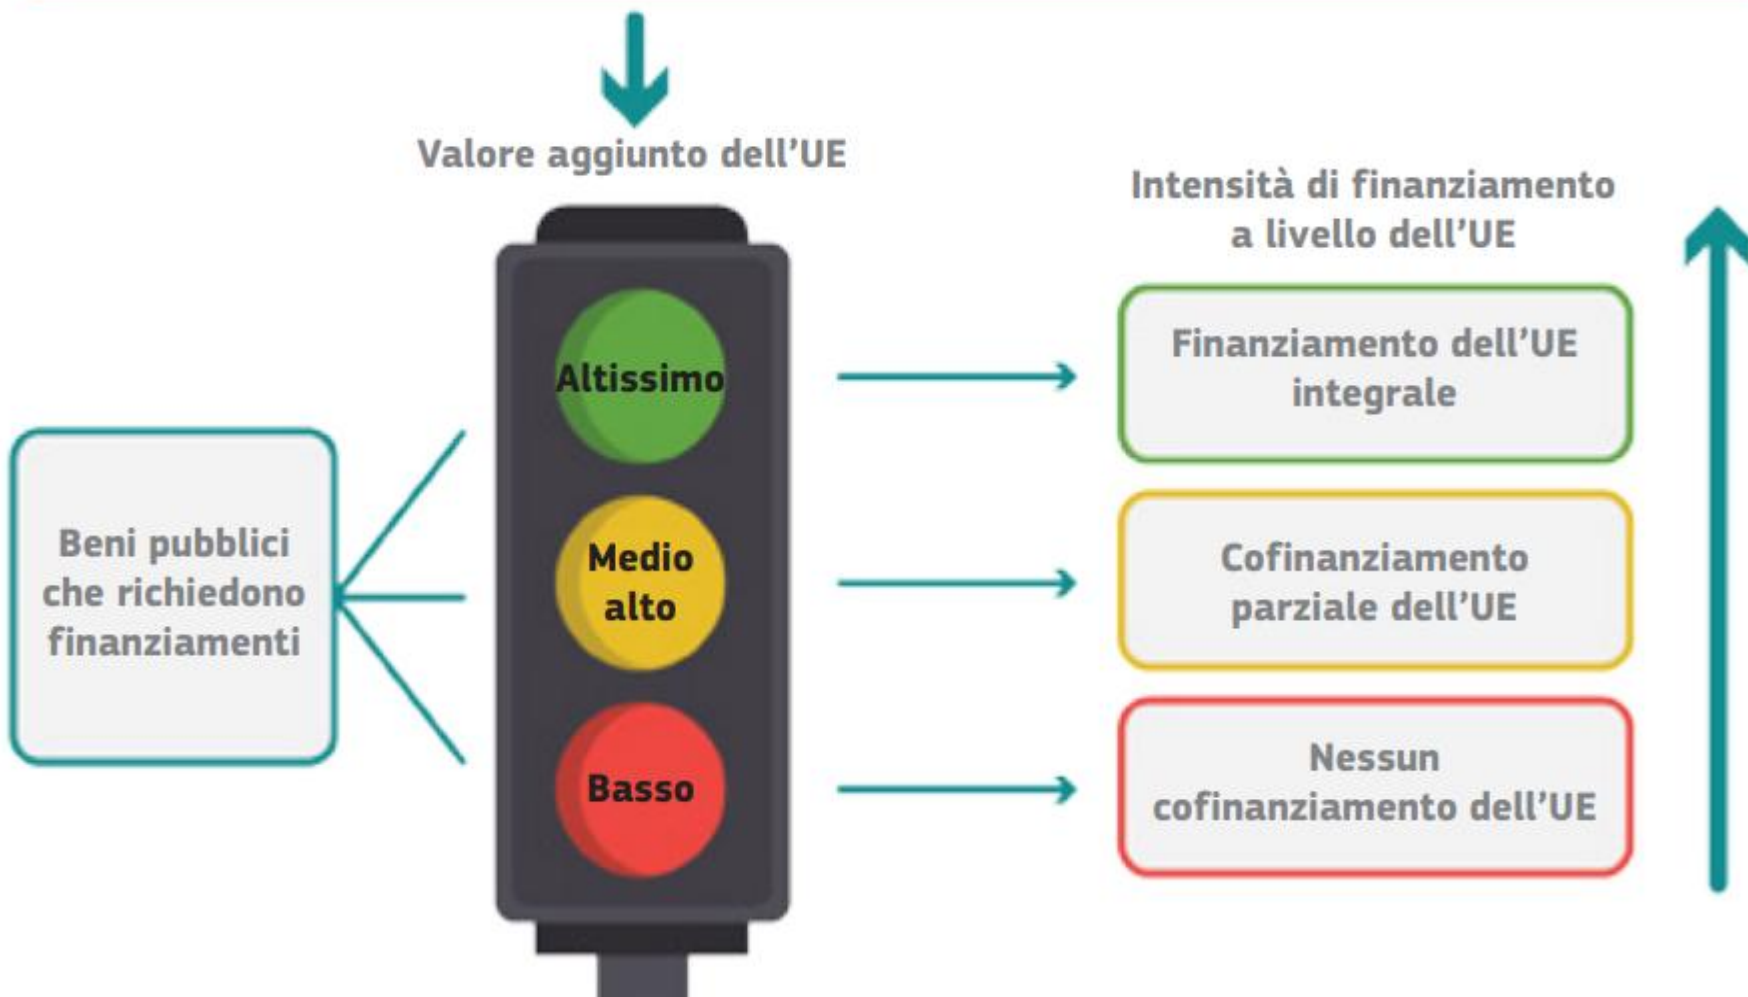 Valore aggiunto dell'UE
Intensità di finanziamento
a livello dell'UE
Beni pubblici
che richiedono
finanziamenti
Altissimo
Finanziamento dell'UE
integrale
Medio
alto
Cofinanziamento
parziale dell'UE
Basso
Nessun
cofinanziamento dell'UE